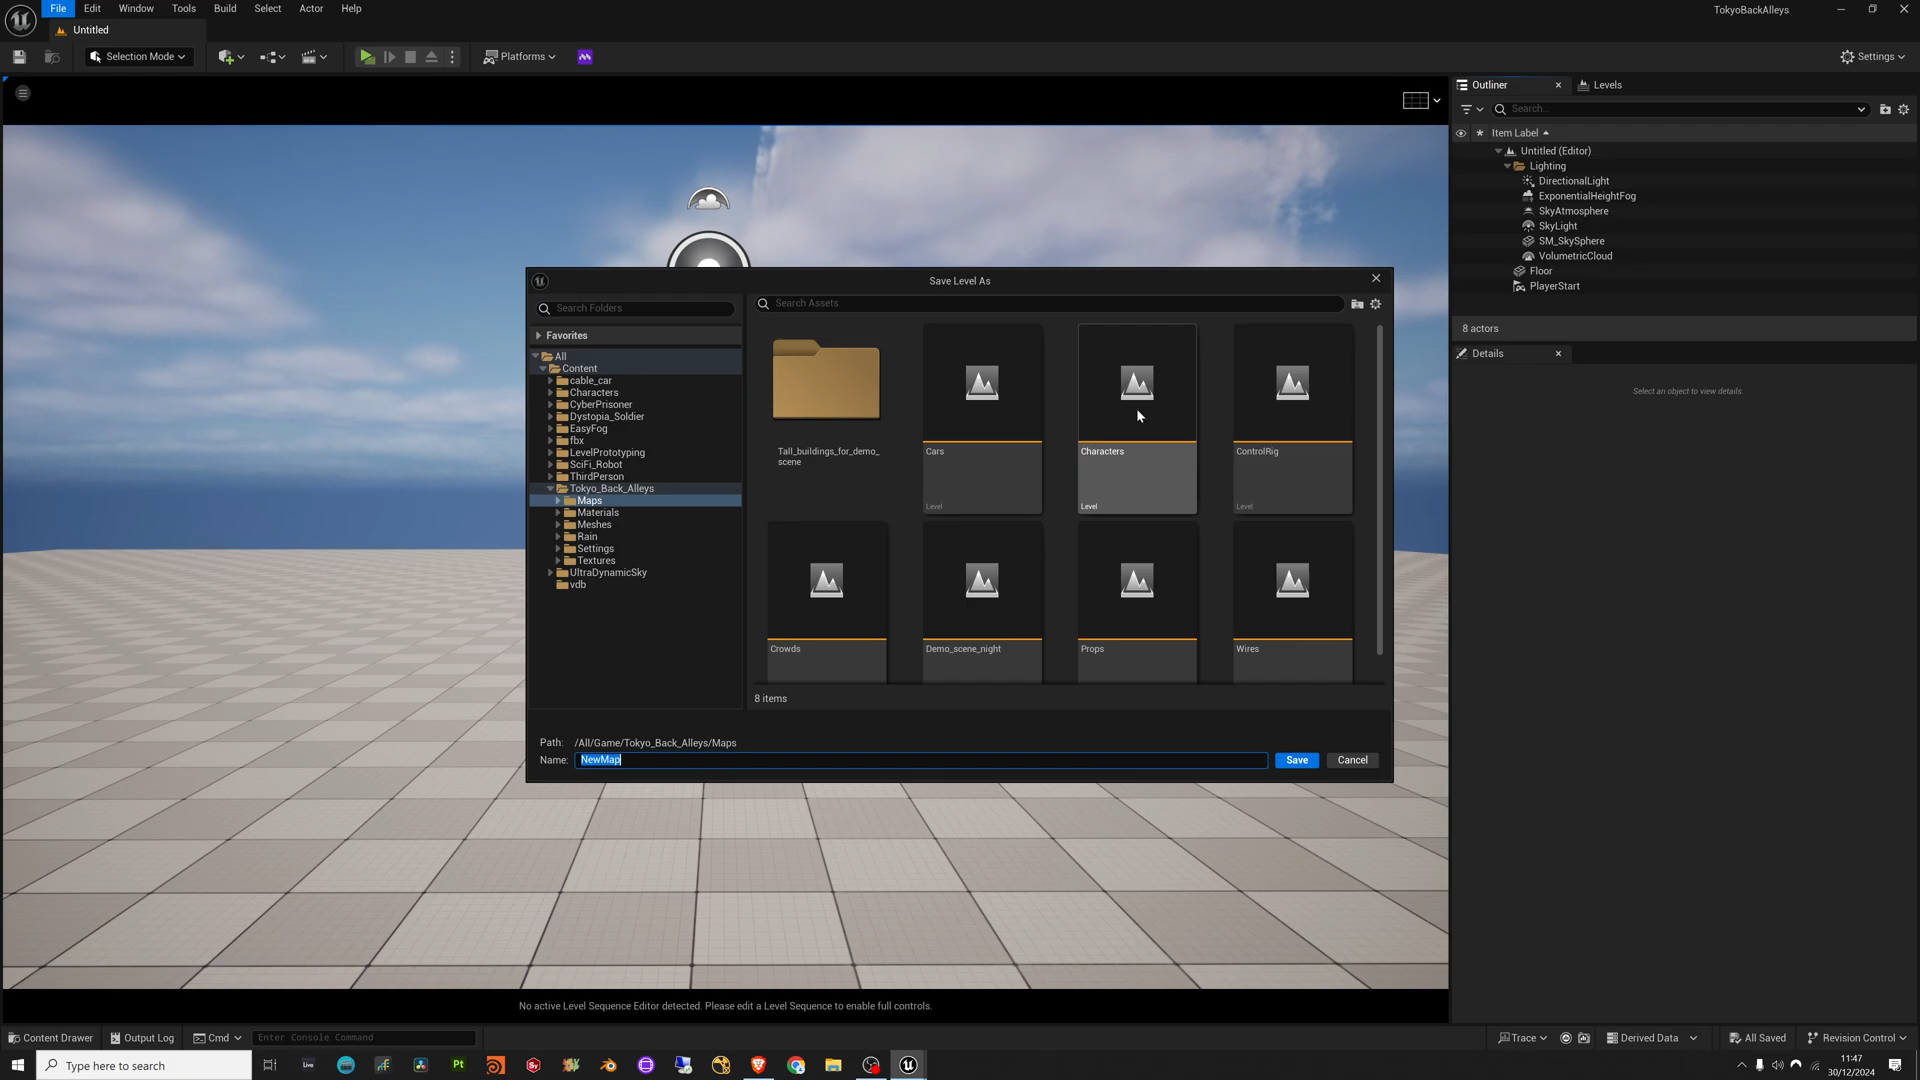 File Edit Window Tools Build Select Actor Help
TokyoBackAlleys
Untitled
Selection Mode
Platforms
Settings
Outliner
Levels
Search...
Item Label
Untitled (Editor)
Lighting
DirectionalLight
ExponentialHeightFog
SkyAtmosphere
SkyLight
SM_SkySphere
VolumetricCloud
Floor
PlayerStart
8 actors
Details
Select an object to view details.
Save Level As
Search Folders
Search Assets
Favorites
All
Content
cable_car
Characters
CyberPrisoner
Dystopia_Soldier
EasyFog
fbx
LevelPrototyping
SciFi_Robot
ThirdPerson
Tokyo_Back_Alleys
Maps
Materials
Meshes
Rain
Settings
Textures
UltraDynamicSky
vdb
Tall_buildings_for_demo_
scene
Cars
Level
Characters
Level
ControlRig
Level
Crowds
Demo_scene_night
Props
Wires
8 items
Path: /All/Game/Tokyo_Back_Alleys/Maps
Name: NewMap
Save
Cancel
No active Level Sequence Editor detected. Please edit a Level Sequence to enable full controls.
Content Drawer
Output Log
Cmd
Enter Console Command
Trace
Derived Data
All Saved
Revision Control
Type here to search
Live
Pt
Sy
11:47
30/12/2024